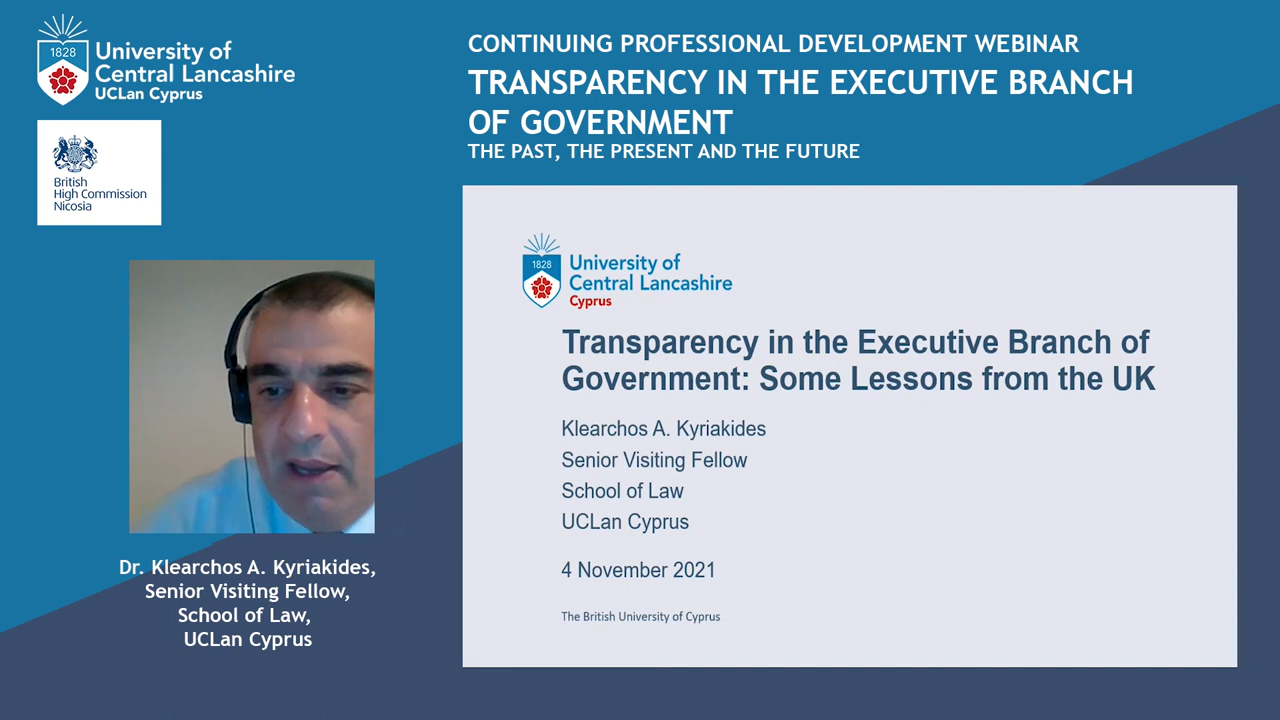 1828
University of
Central Lancashire
UCLan Cyprus
British
High Commission
Nicosia
CONTINUING PROFESSIONAL DEVELOPMENT WEBINAR
TRANSPARENCY IN THE EXECUTIVE BRANCH
OF GOVERNMENT
THE PAST, THE PRESENT AND THE FUTURE
1828
University of
Central Lancashire
Cyprus
Transparency in the Executive Branch of
Government: Some Lessons from the UK
Klearchos A. Kyriakides
Senior Visiting Fellow
School of Law
UCLan Cyprus
4 November 2021
The British University of Cyprus
Dr. Klearchos A. Kyriakides,
Senior Visiting Fellow,
School of Law,
UCLan Cyprus